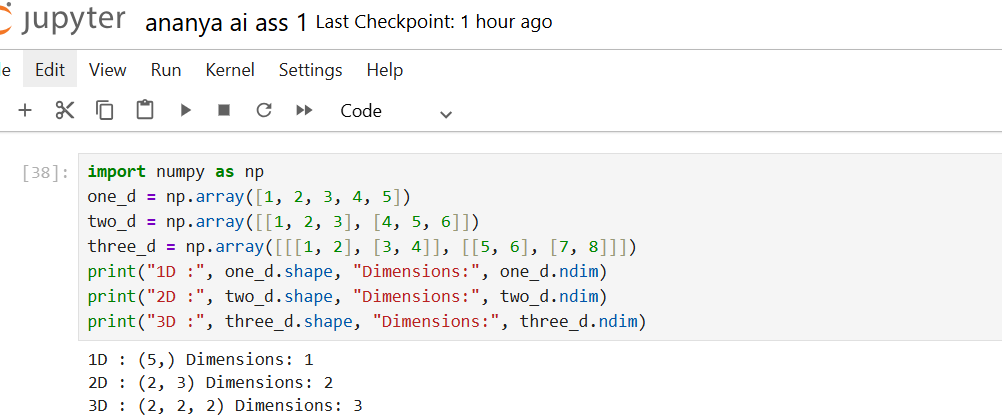 jupyter ananya ai ass 1 Last Checkpoint: 1 hour ago
le Edit View Run Kernel Settings Help
Code
[38]:
import numpy as np
one_d = np.array([1, 2, 3, 4, 5])
two_d = np.array([[1, 2, 3], [4, 5, 6]])
three_d = np.array([[[1, 2], [3, 4]], [[5, 6], [7, 8]]])
print("1D :", one_d.shape, "Dimensions:", one_d.ndim)
print("2D :", two_d.shape, "Dimensions:", two_d.ndim)
print("3D :", three_d.shape, "Dimensions:", three_d.ndim)
1D : (5,) Dimensions: 1
2D : (2, 3) Dimensions: 2
3D : (2, 2, 2) Dimensions: 3